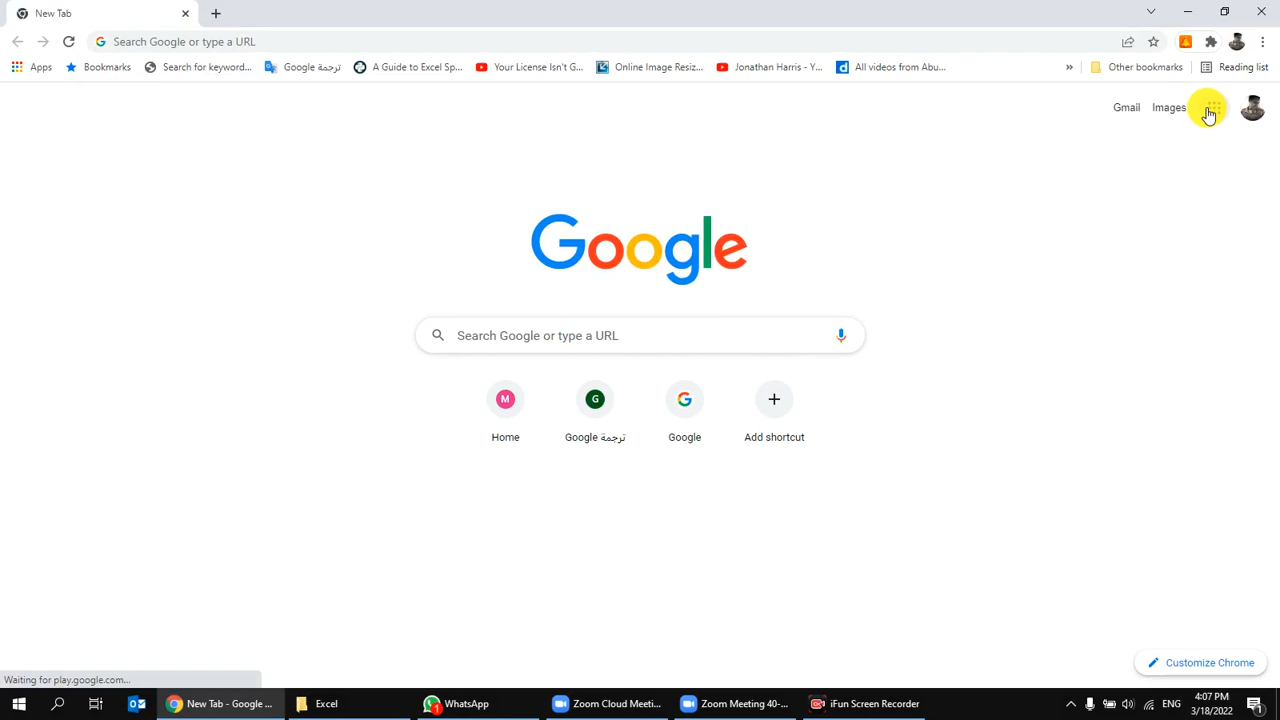 New Tab
Search Google or type a URL
Apps
Bookmarks
Search for keyword...
Google ترجمة
A Guide to Excel Sp...
Your License Isn't G...
Online Image Resiz...
Jonathan Harris - Y...
All videos from Abu...
»
Other bookmarks
Reading list
Gmail
Images
Google
Search Google or type a URL
M
G
Home
Google ترجمة
Google
Add shortcut
Customize Chrome
Waiting for play.google.com...
New Tab - Google ...
Excel
WhatsApp
1
Zoom Cloud Meeti...
Zoom Meeting 40-...
iFun Screen Recorder
ENG
4:07 PM
3/18/2022
1